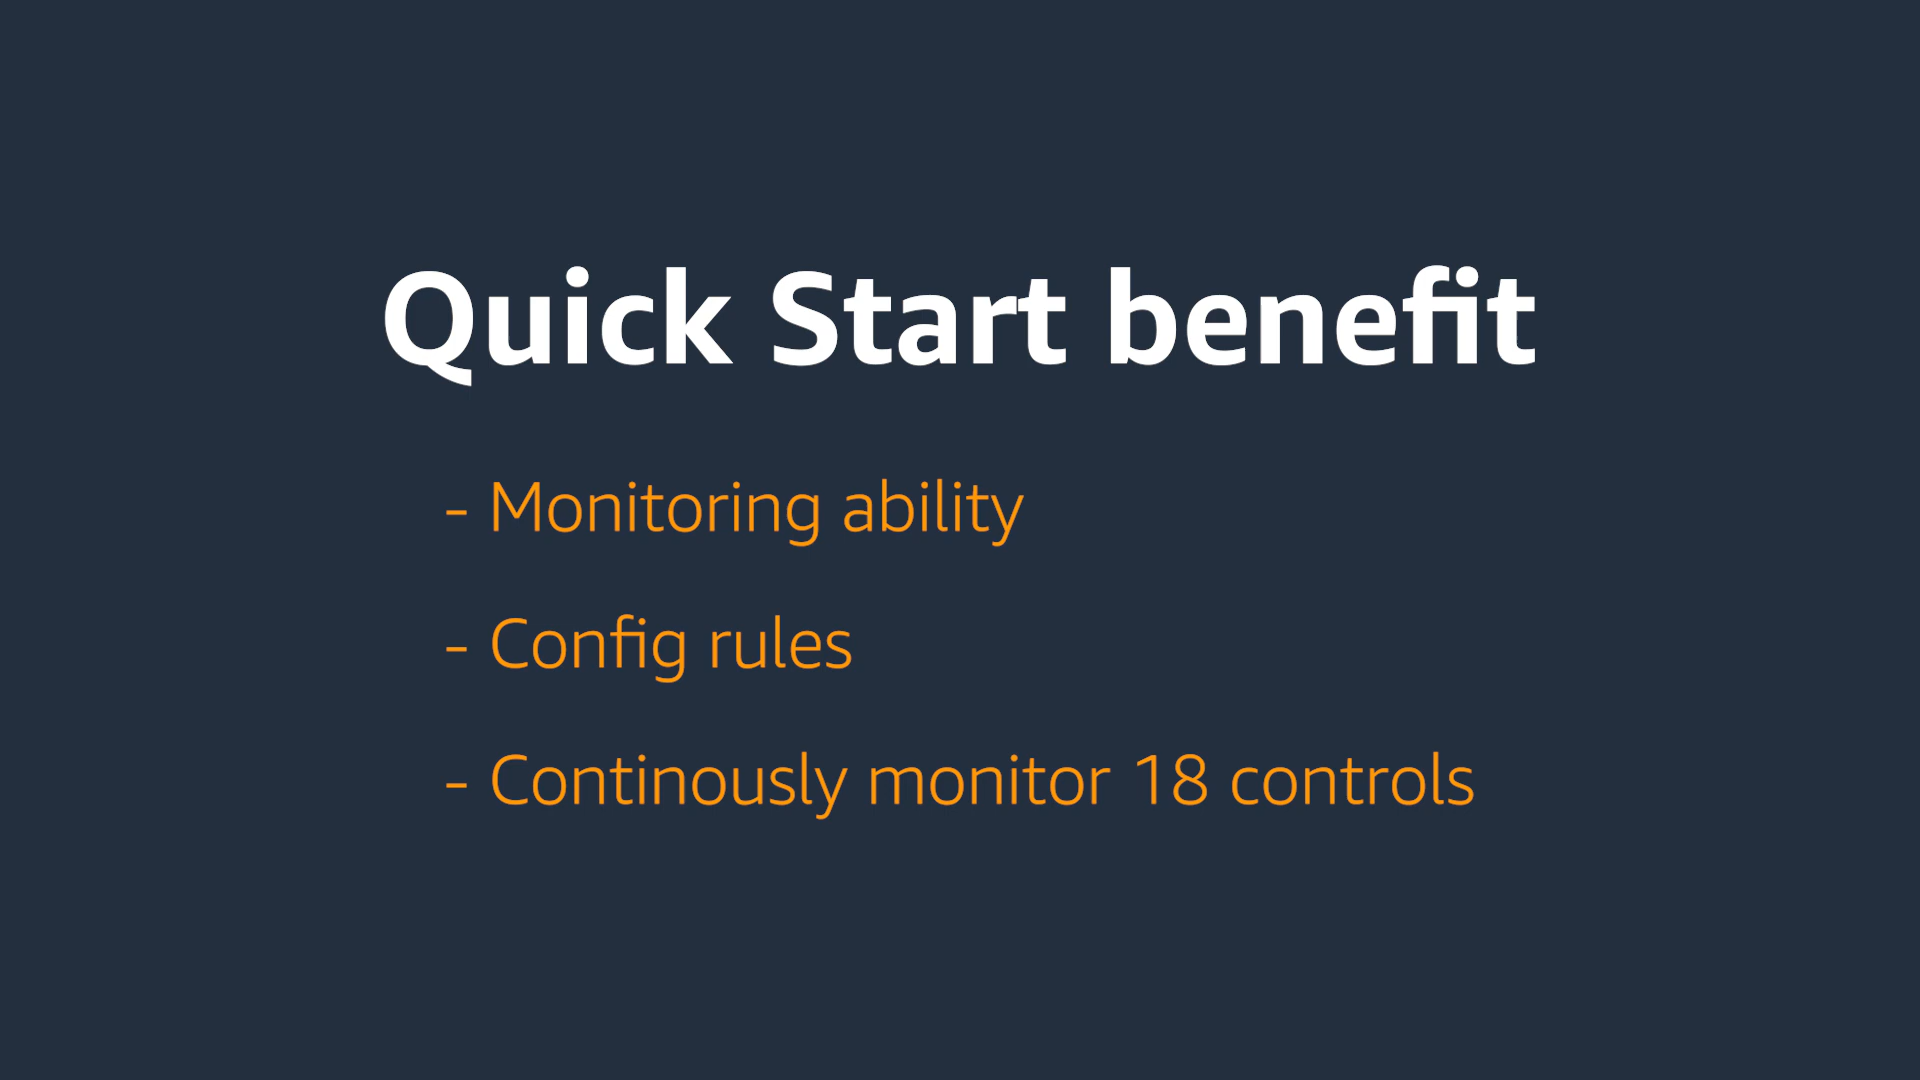 Quick Start benefit
- Monitoring ability
- Config rules
- Continously monitor 18 controls